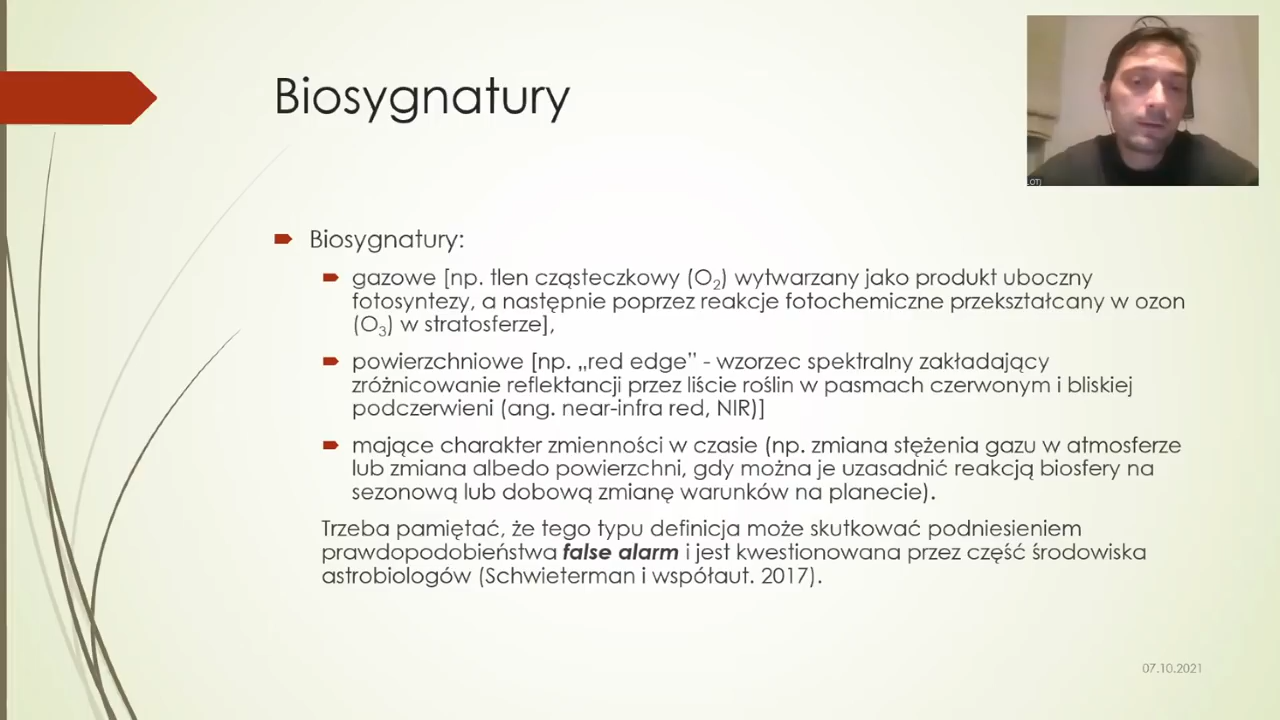 Biosygnatury
Biosygnatury:
gazowe [np. tlen cząsteczkowy (O₂) wytwarzany jako produkt uboczny
fotosyntezy, a następnie poprzez reakcje fotochemiczne przekształcany w ozon
(O₃) w stratosferze],
powierzchniowe [np. „red edge” - wzorzec spektralny zakładający
zróżnicowanie reflektancji przez liście roślin w pasmach czerwonym i bliskiej
podczerwieni (ang. near-infra red, NIR)]
mające charakter zmienności w czasie (np. zmiana stężenia gazu w atmosferze
lub zmiana albedo powierzchni, gdy można je uzasadnić reakcją biosfery na
sezonową lub dobową zmianę warunków na planecie).
Trzeba pamiętać, że tego typu definicja może skutkować podniesieniem
prawdopodobieństwa false alarm i jest kwestionowana przez część środowiska
astrobiologów (Schwieterman i współaut. 2017).
07.10.2021